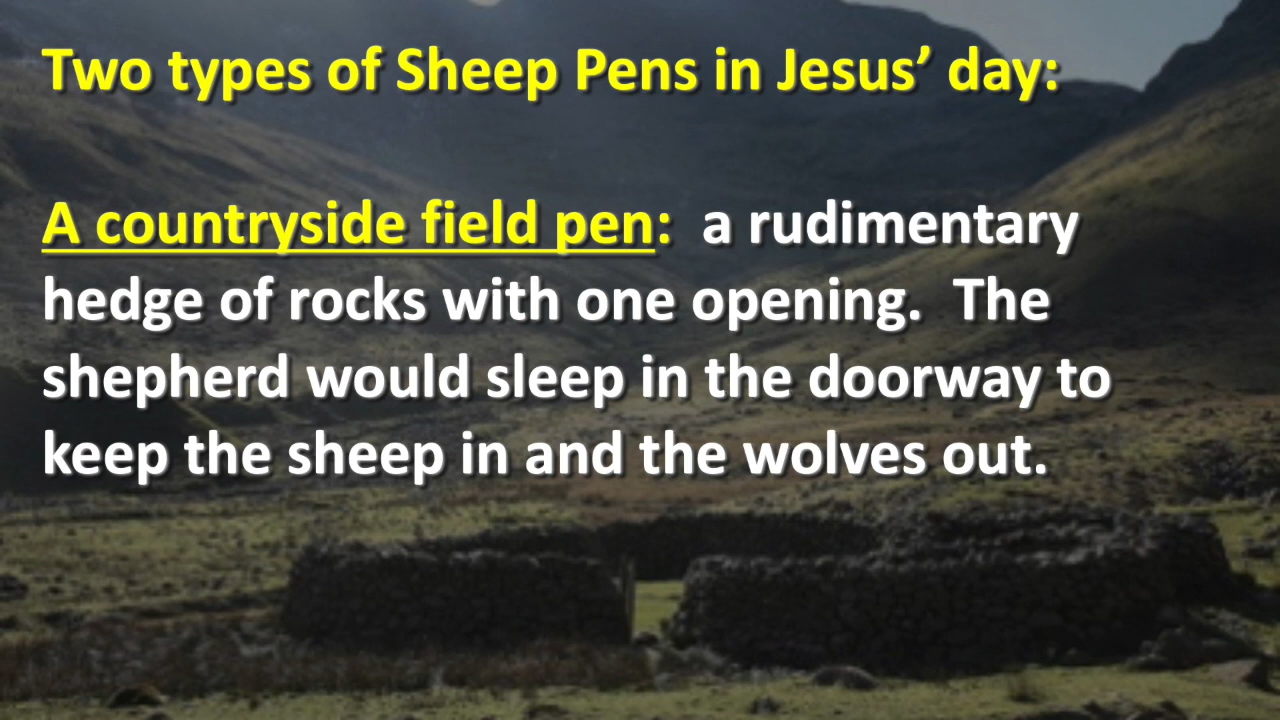 Two types of Sheep Pens in Jesus’ day:
A countryside field pen:  a rudimentary
hedge of rocks with one opening.  The
shepherd would sleep in the doorway to
keep the sheep in and the wolves out.